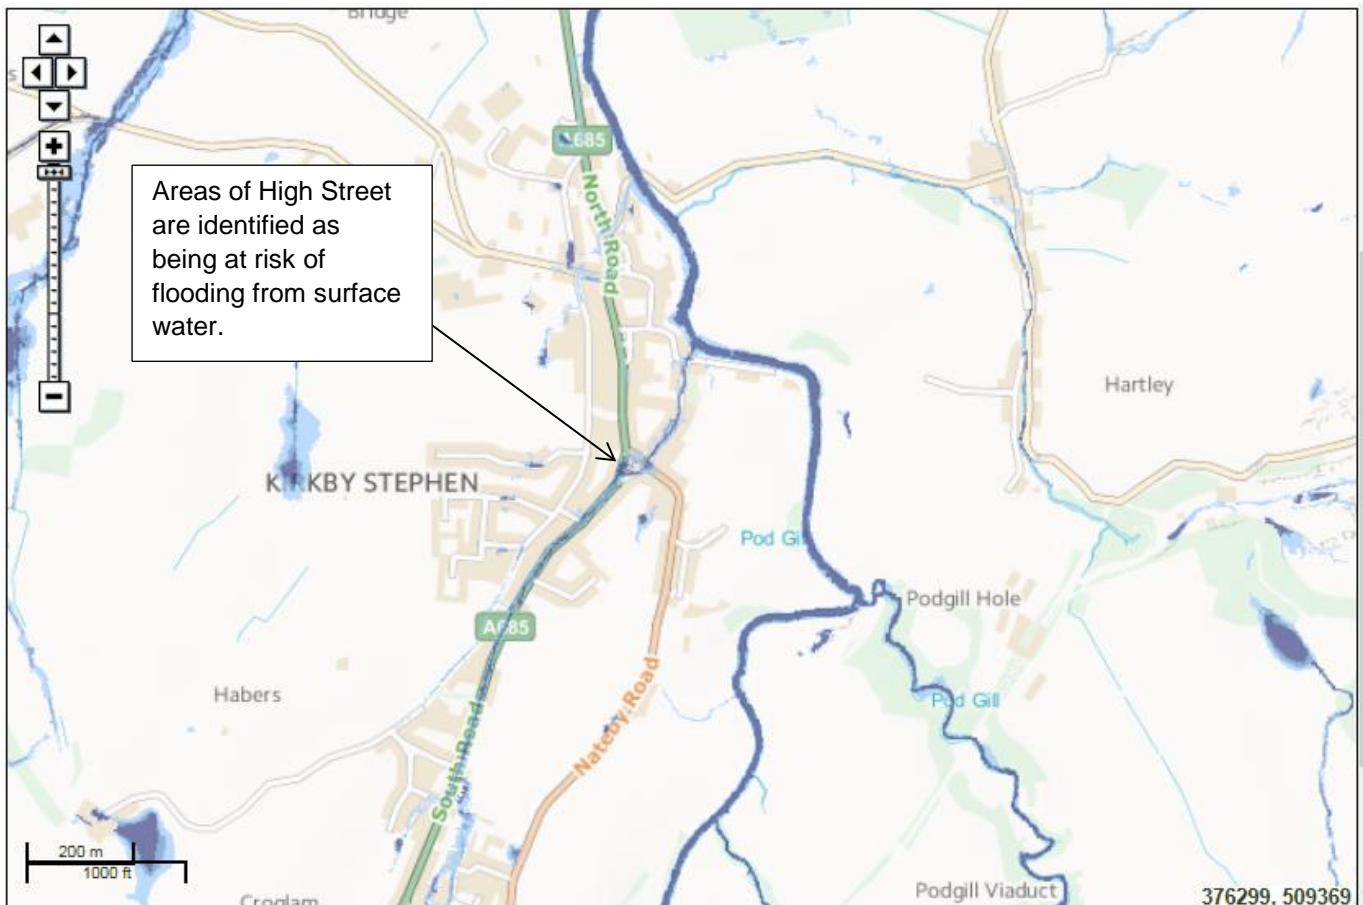 Bridge
s
A685
North Road
Areas of High Street
are identified as
being at risk of
flooding from surface
water.
Hartley
KIRKBY STEPHEN
Pod Gill
Podgill Hole
A685
Habers
Pod Gill
Nateby Road
South Road
200 m
1000 ft
Croglam
Podgill Viaduct
376299, 509369